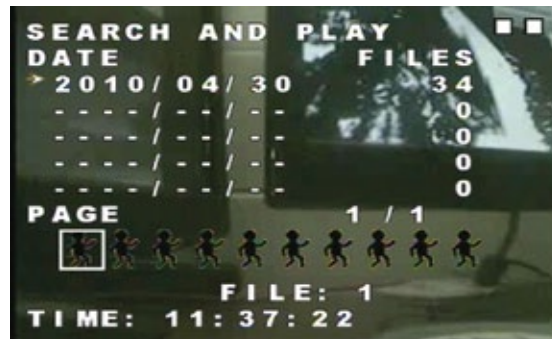 SEARCH AND PLAY
DATE FILES
2010/04/30 34
----/--/-- 0
----/--/-- 0
----/--/-- 0
----/--/-- 0
PAGE 1/1
FILE: 1
TIME: 11:37:22